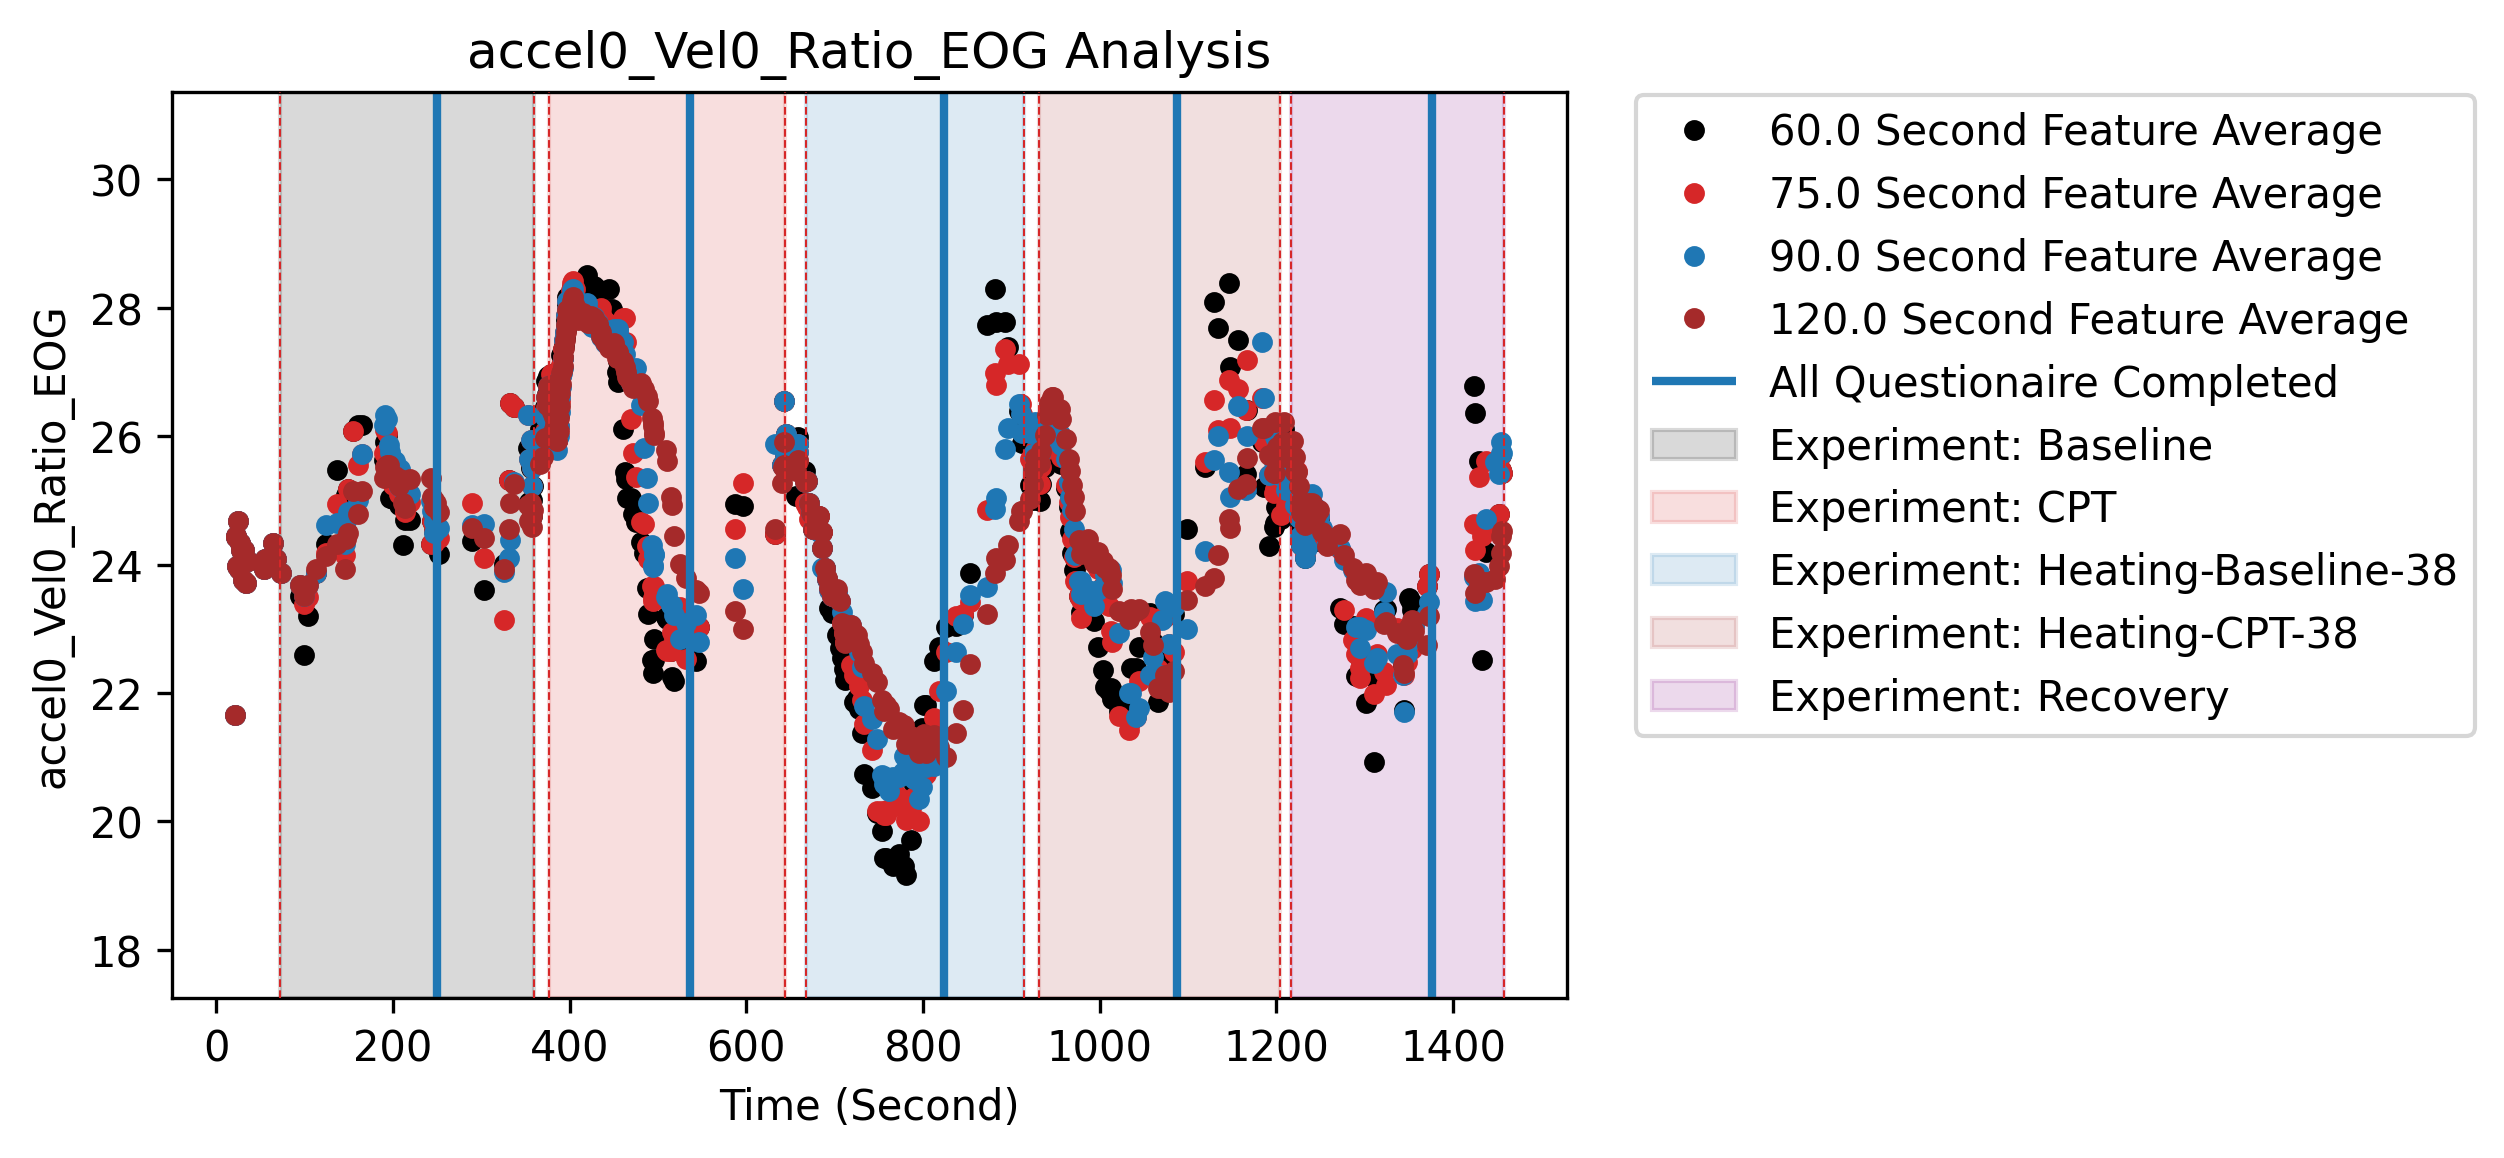 accel0_Vel0_Ratio_EOG Analysis
accel0_Vel0_Ratio_EOG
30
28
26
24
22
20
18
0 200 400 600 800 1000 1200 1400
Time (Second)
60.0 Second Feature Average
75.0 Second Feature Average
90.0 Second Feature Average
120.0 Second Feature Average
All Questionaire Completed
Experiment: Baseline
Experiment: CPT
Experiment: Heating-Baseline-38
Experiment: Heating-CPT-38
Experiment: Recovery